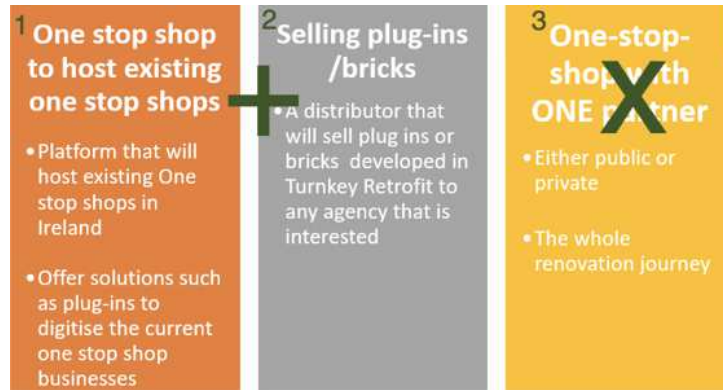 1 One stop shop
to host existing
one stop shops
•Platform that will
host existing One
stop shops in
Ireland
•Offer solutions such
as plug-ins to
digitise the current
one stop shop
businesses
+
2 Selling plug-ins
/bricks
•A distributor that
will sell plug ins or
bricks developed in
Turnkey Retrofit to
any agency that is
interested
3 One-stop-
shop with
ONE partner
X
•Either public or
private
•The whole
renovation journey